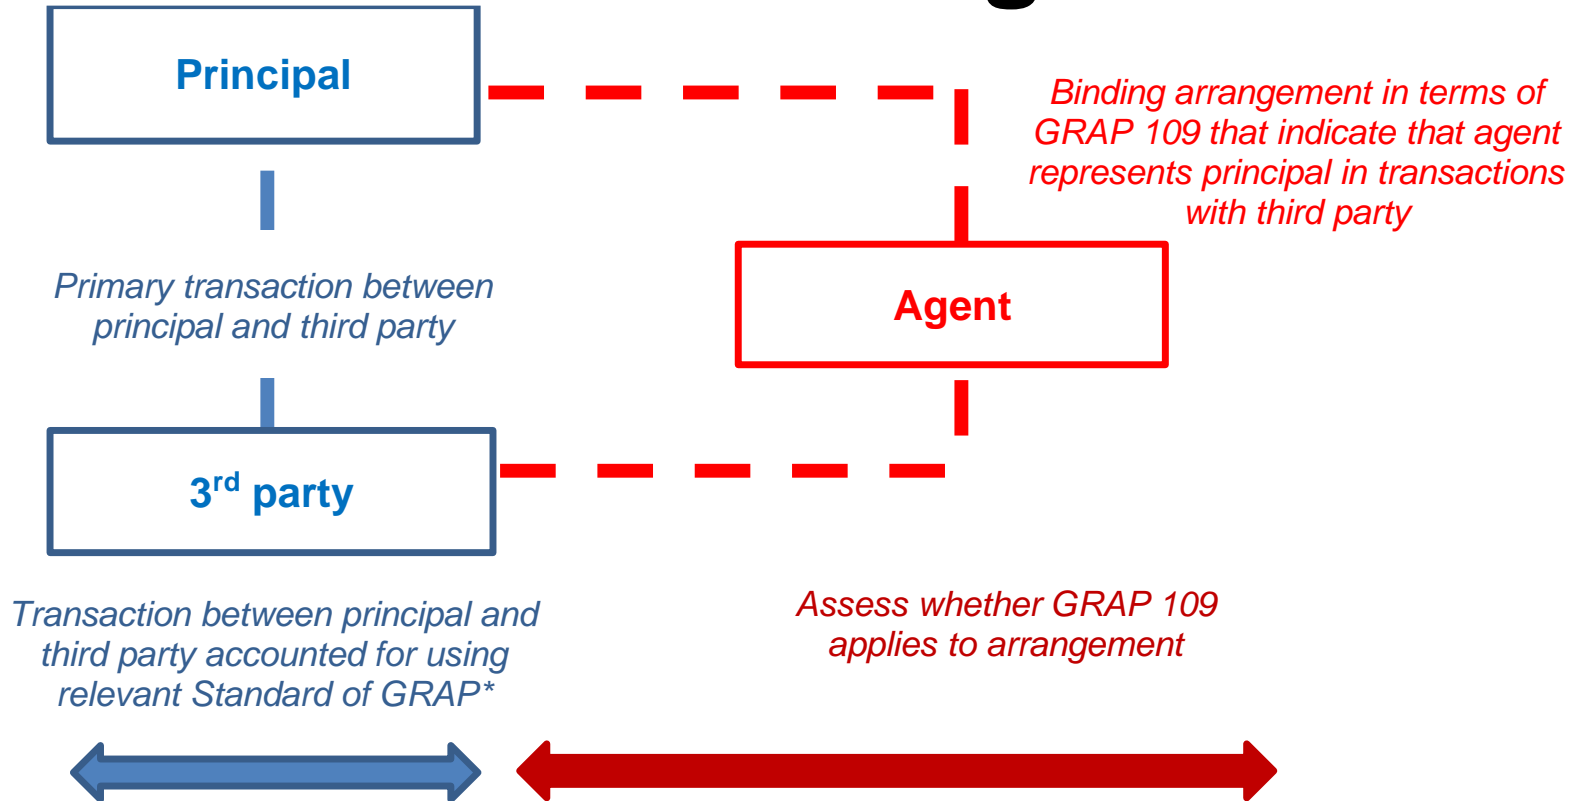 Principal
Binding arrangement in terms of
GRAP 109 that indicate that agent
represents principal in transactions
with third party
Primary transaction between
principal and third party
Agent
3rd party
Transaction between principal and
third party accounted for using
relevant Standard of GRAP*
Assess whether GRAP 109
applies to arrangement